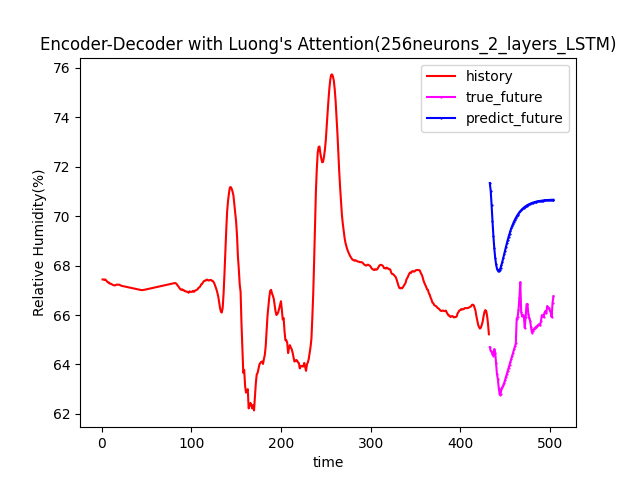 Encoder-Decoder with Luong's Attention(256neurons_2_layers_LSTM)
history
true_future
predict_future
76
74
72
70
68
66
64
62
Relative Humidity(%)
0
100
200
300
400
500
time